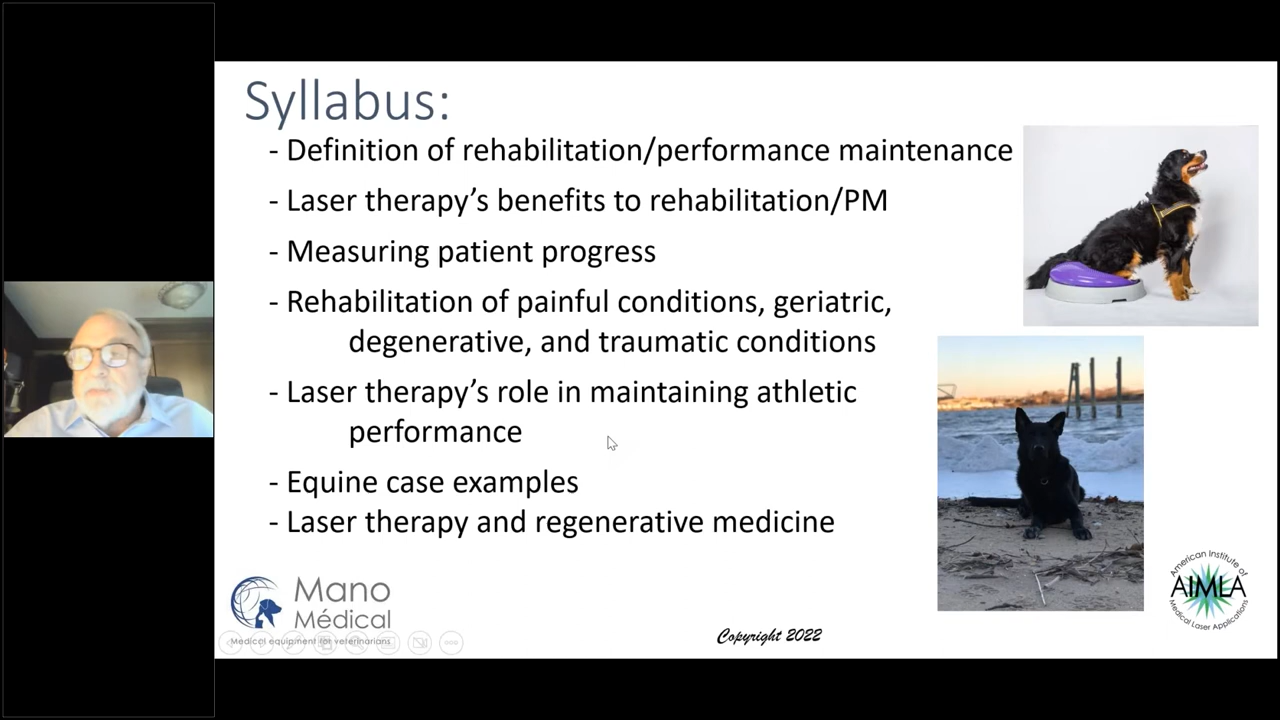 Syllabus:
- Definition of rehabilitation/performance maintenance
- Laser therapy's benefits to rehabilitation/PM
- Measuring patient progress
- Rehabilitation of painful conditions, geriatric,
degenerative, and traumatic conditions
- Laser therapy's role in maintaining athletic
performance
- Equine case examples
- Laser therapy and regenerative medicine
Mano
Médical
Medical equipment for veterinarians
Copyright 2022
American Institute of
AIMLA
Medical Laser Applications